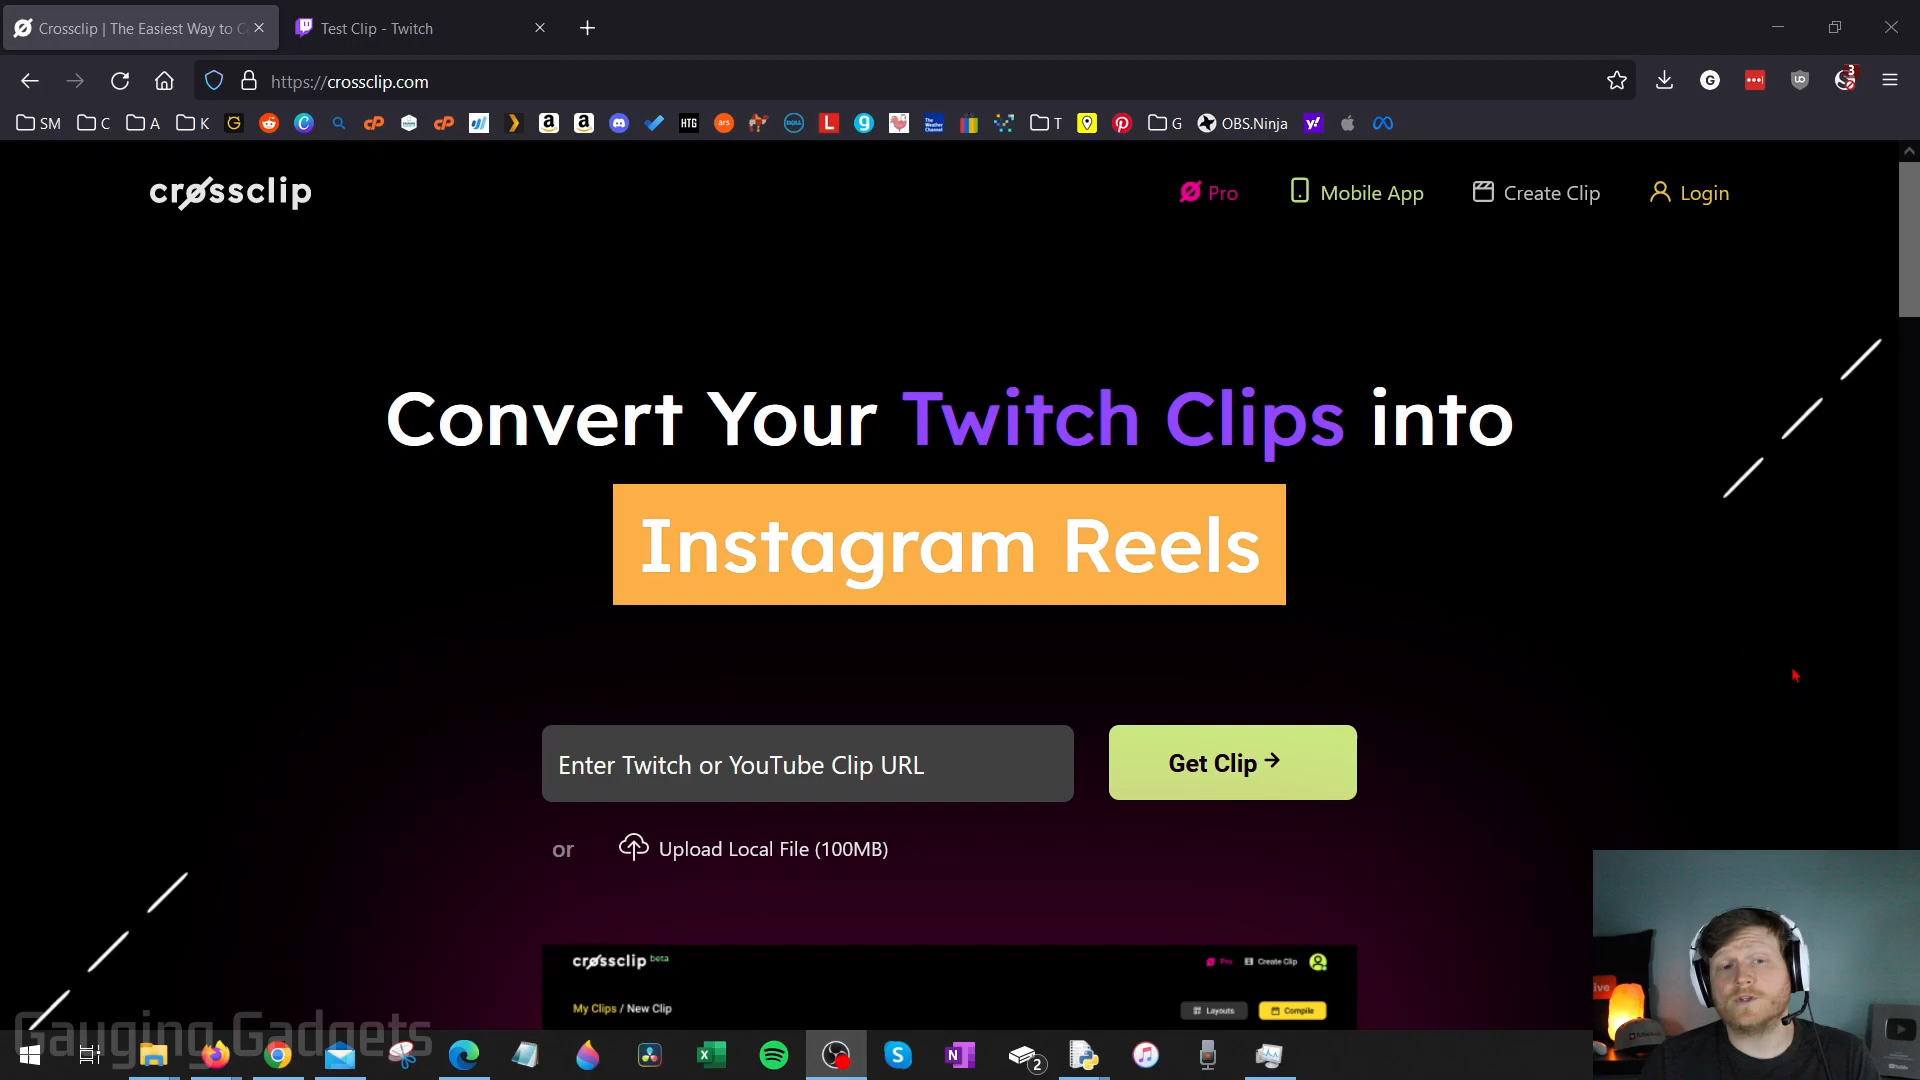 Crossclip | The Easiest Way to C
Test Clip - Twitch
https://crossclip.com
SM
C
A
K
T
G
OBS.Ninja
crossclip
Pro
Mobile App
Create Clip
Login
Convert Your Twitch Clips into
Instagram Reels
Enter Twitch or YouTube Clip URL
Get Clip
or
Upload Local File (100MB)
crossclip beta
Pro
Create Clip
My Clips / New Clip
Layouts
Compile
Gauging Gadgets